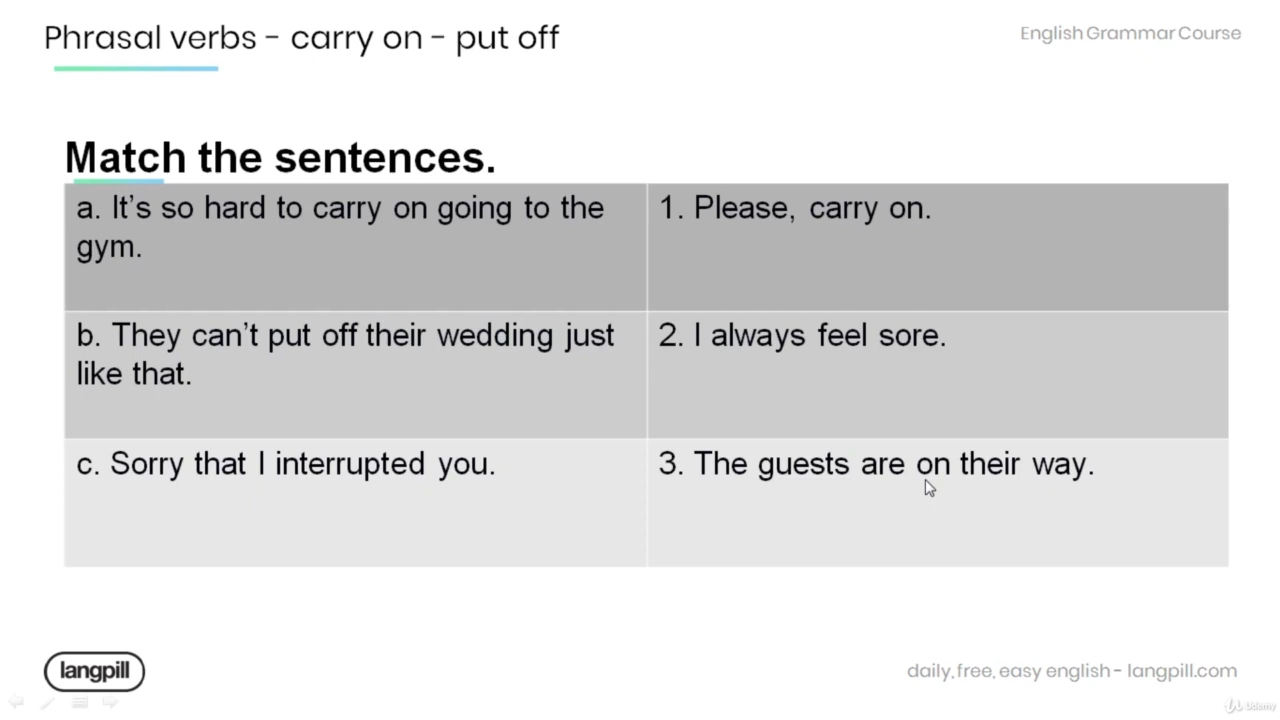 Phrasal verbs - carry on - put off
English Grammar Course
Match the sentences.
a. It's so hard to carry on going to the
gym.
1. Please, carry on.
b. They can't put off their wedding just
like that.
2. I always feel sore.
c. Sorry that I interrupted you.
3. The guests are on their way.
langpill
daily, free, easy english - langpill.com
Udemy